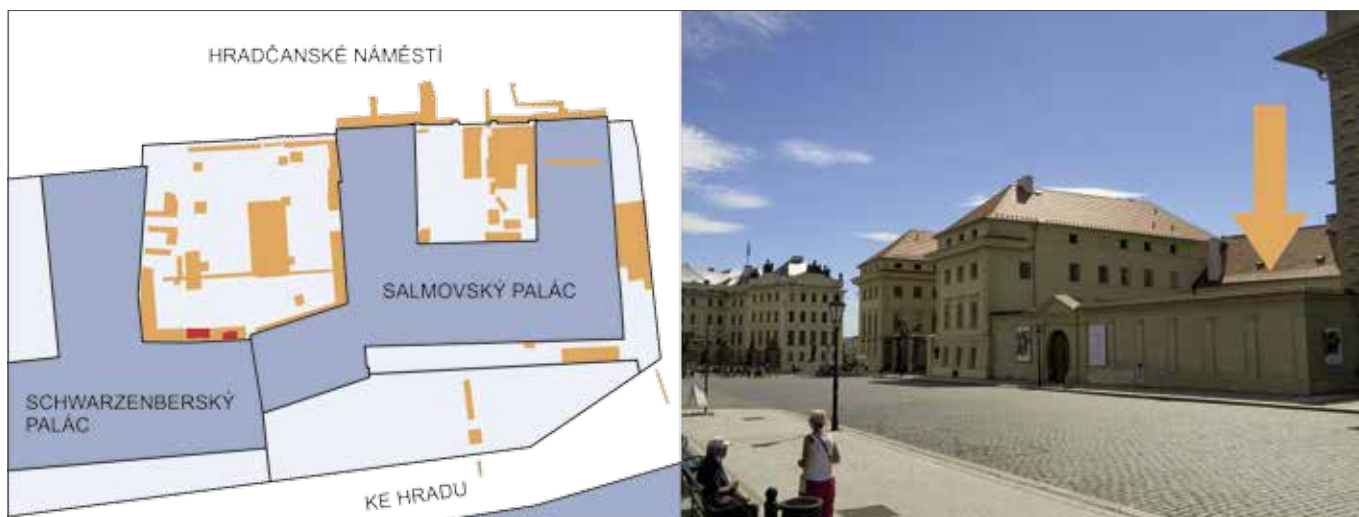 HRADČANSKÉ NÁMĚSTÍ
SALMOVSKÝ PALÁC
SCHWARZENBERSKÝ
PALÁC
KE HRADU